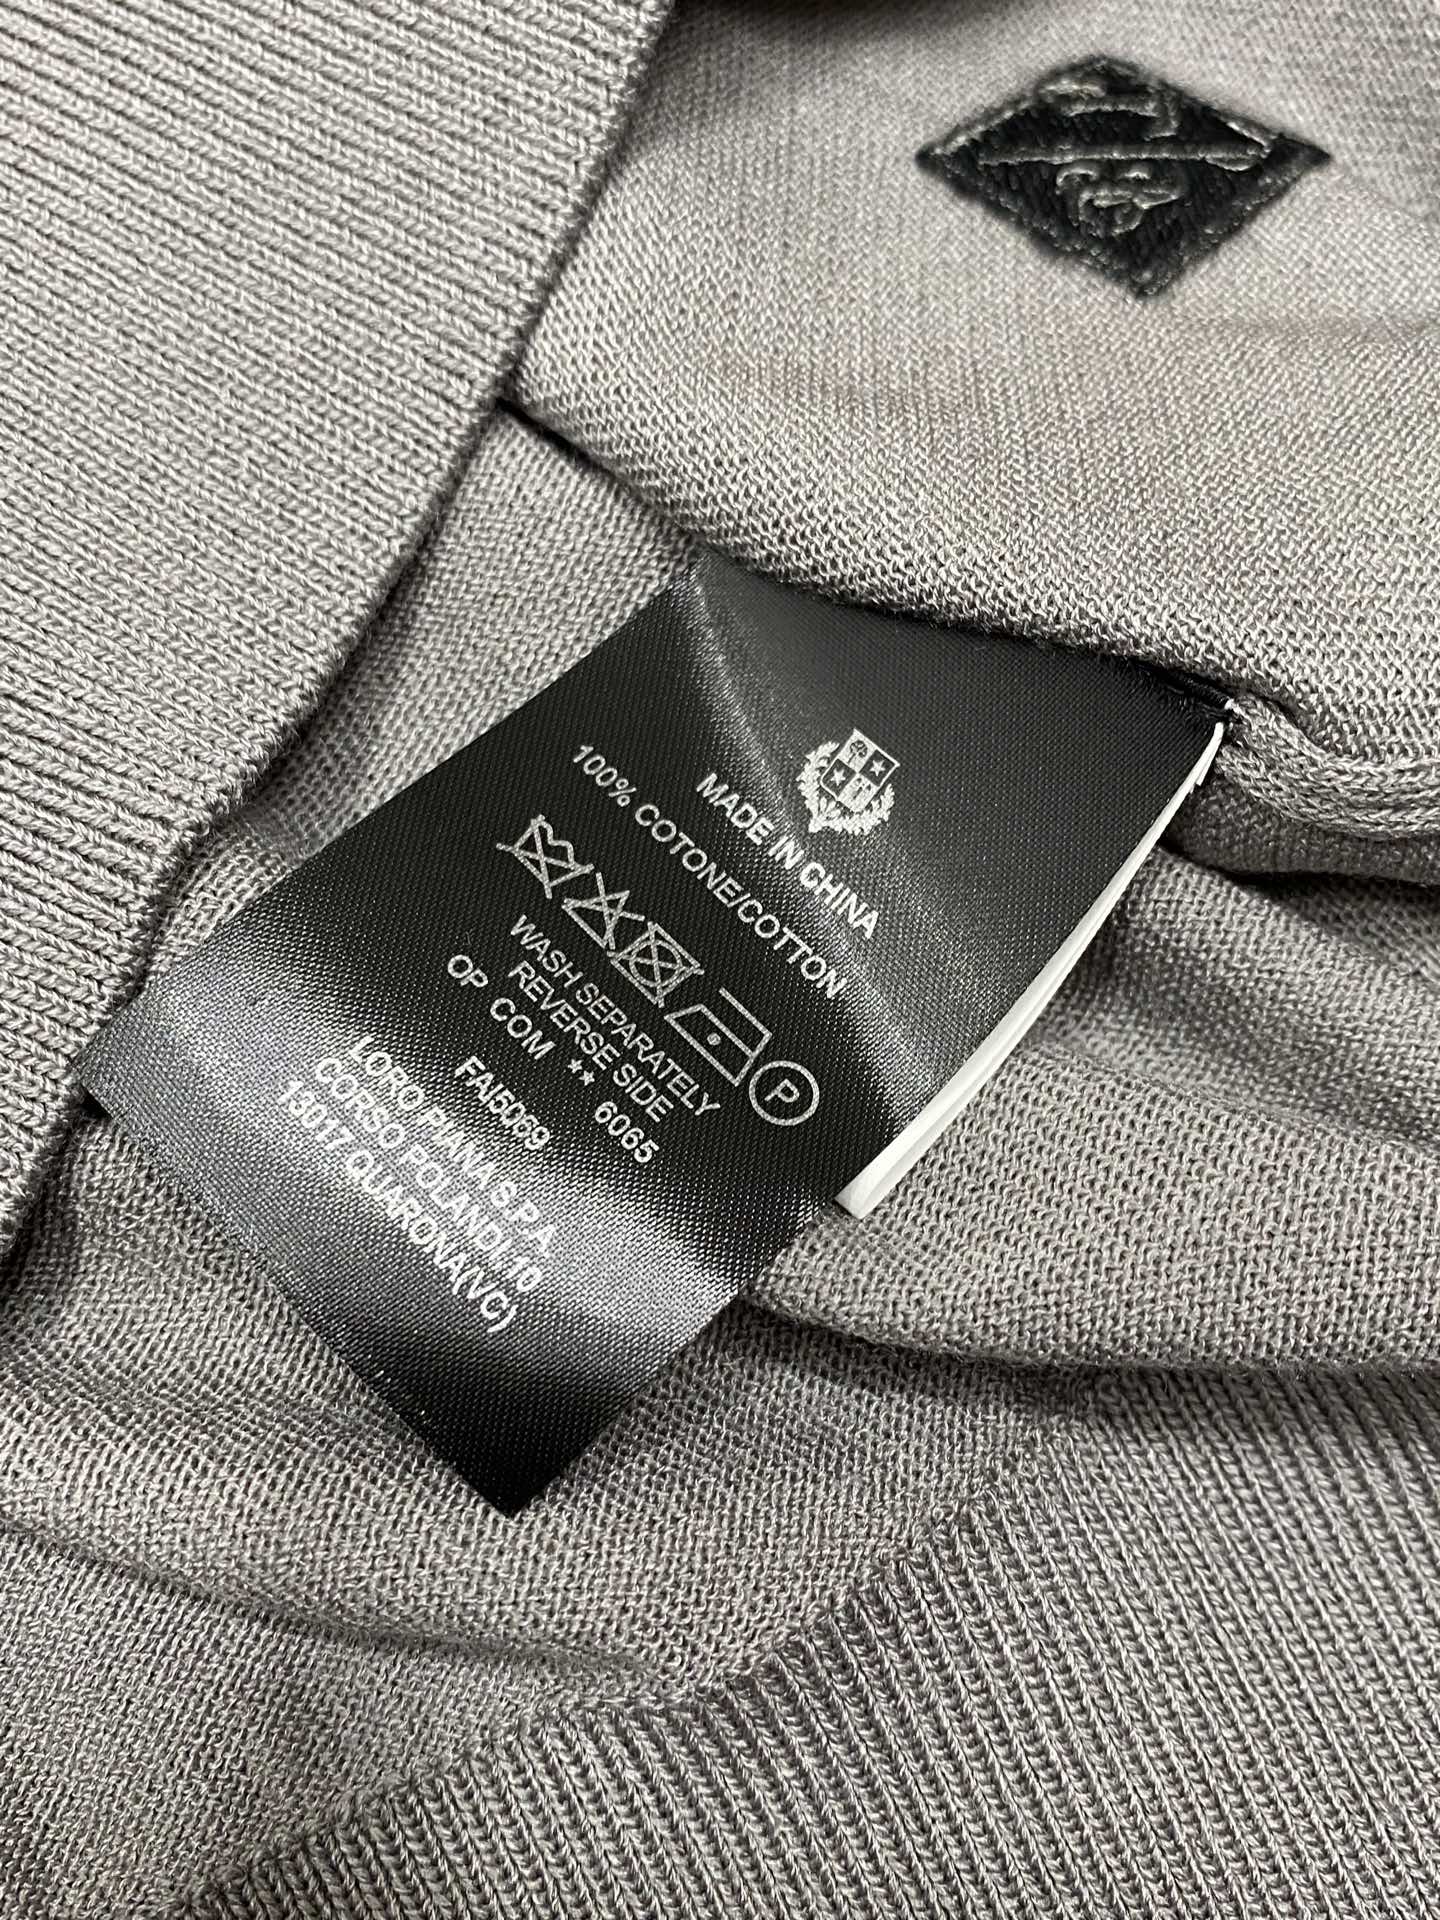 MADE IN CHINA
100% COTONE/COTTON
P
WASH SEPARATELY
REVERSE SIDE
OP COM ** 6065
FAI5069
LORO PIANA S.P.A
CORSO POLANDI,10
13017 QUARONA(VC)